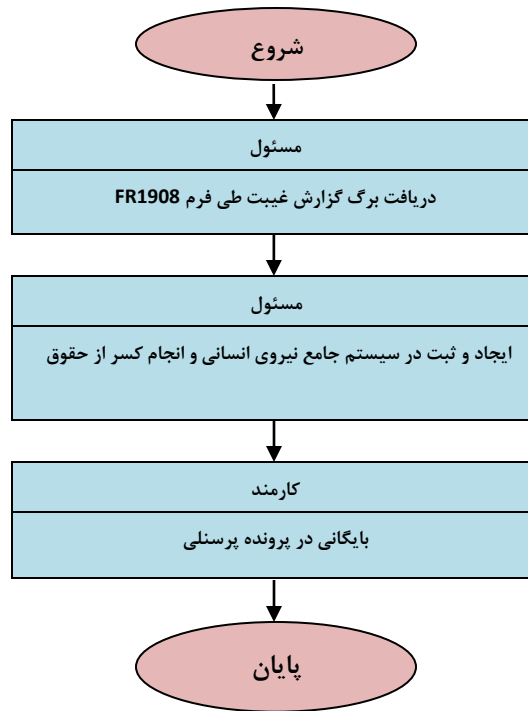 شروع
مسئول
دریافت برگ گزارش غیبت طی فرم FR1908
مسئول
ایجاد و ثبت در سیستم جامع نیروی انسانی و انجام کسر از حقوق
کارمند
بایگانی در پرونده پرسنلی
پایان